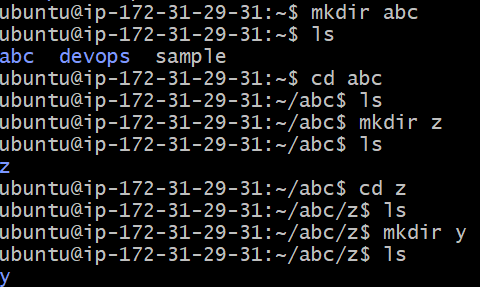 ubuntu@ip-172-31-29-31:~$ mkdir abc
ubuntu@ip-172-31-29-31:~$ ls
abc  devops  sample
ubuntu@ip-172-31-29-31:~$ cd abc
ubuntu@ip-172-31-29-31:~/abc$ ls
ubuntu@ip-172-31-29-31:~/abc$ mkdir z
ubuntu@ip-172-31-29-31:~/abc$ ls
z
ubuntu@ip-172-31-29-31:~/abc$ cd z
ubuntu@ip-172-31-29-31:~/abc/z$ ls
ubuntu@ip-172-31-29-31:~/abc/z$ mkdir y
ubuntu@ip-172-31-29-31:~/abc/z$ ls
y